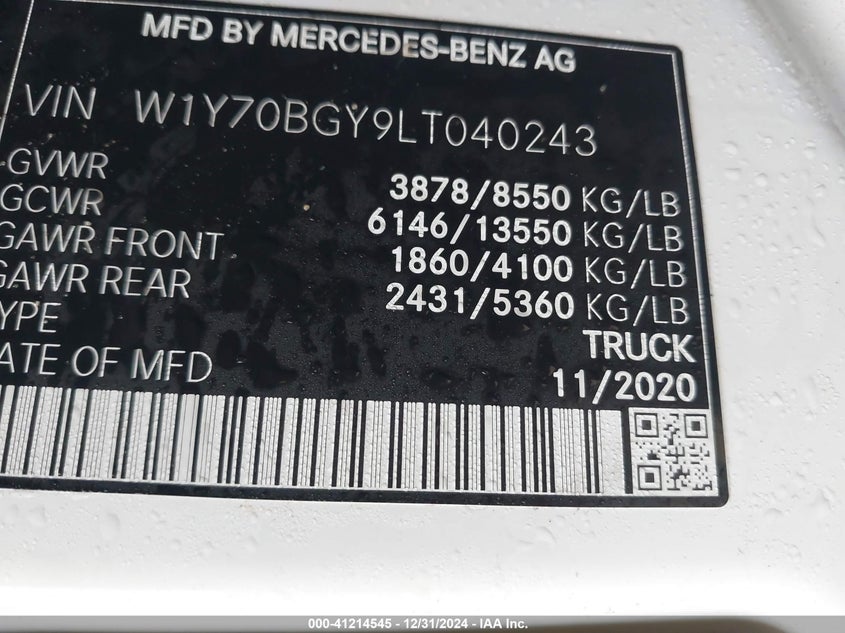 MFD BY MERCEDES-BENZ AG
VIN W1Y70BGY9LT040243
GVWR 3878/8550 KG/LB
GCWR 6146/13550 KG/LB
GAWR FRONT 1860/4100 KG/LB
GAWR REAR 2431/5360 KG/LB
YPE TRUCK
ATE OF MFD 11/2020
000-41214545 - 12/31/2024 - IAA Inc.